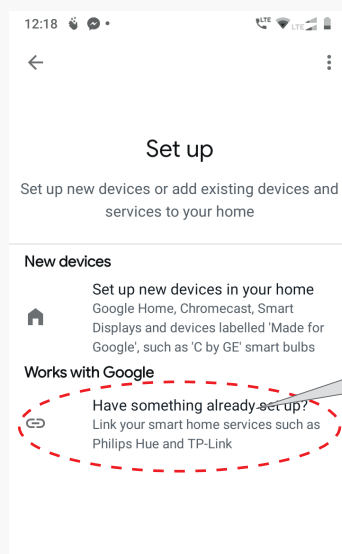 12:18 LTE LTE
Set up
Set up new devices or add existing devices and
services to your home
New devices
Set up new devices in your home
Google Home, Chromecast, Smart
Displays and devices labelled 'Made for
Google', such as 'C by GE' smart bulbs
Works with Google
Have something already set up?
Link your smart home services such as
Philips Hue and TP-Link